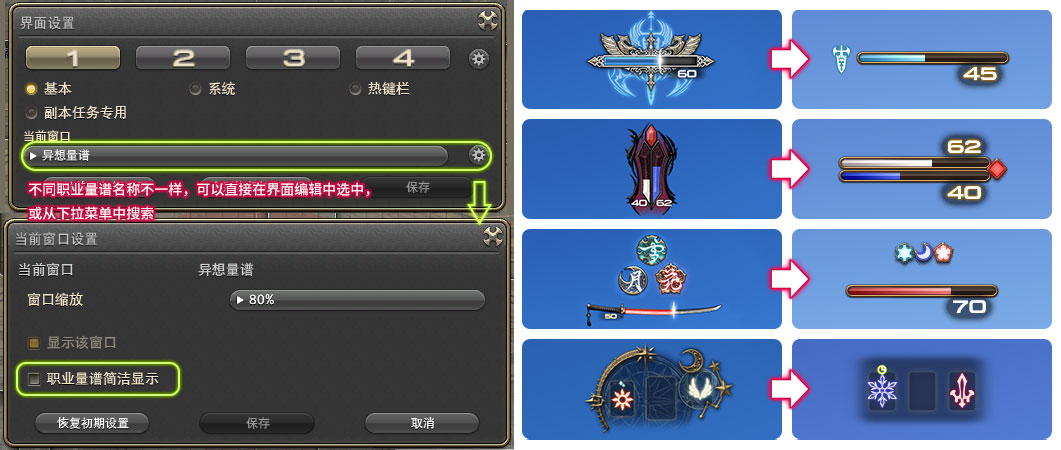 界面设置
1 2 3 4
基本 系统 热键栏
副本任务专用
当前窗口
异想量谱
保存
不同职业量谱名称不一样，可以直接在界面编辑中选中，
或从下拉菜单中搜索
当前窗口设置
当前窗口 异想量谱
窗口缩放 80%
显示该窗口
职业量谱简洁显示
恢复初期设置 保存 取消
60
45
40 62
62
40
雪
月
花
50
70